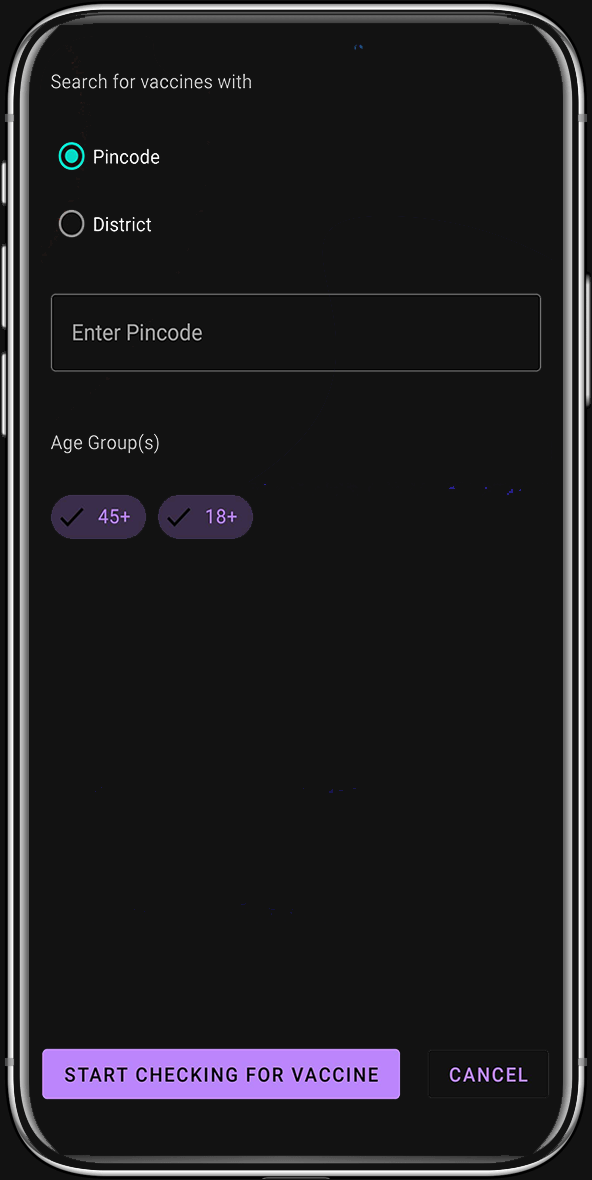 Search for vaccines with
Pincode
District
Enter Pincode
Age Group(s)
45+ 18+
START CHECKING FOR VACCINE CANCEL